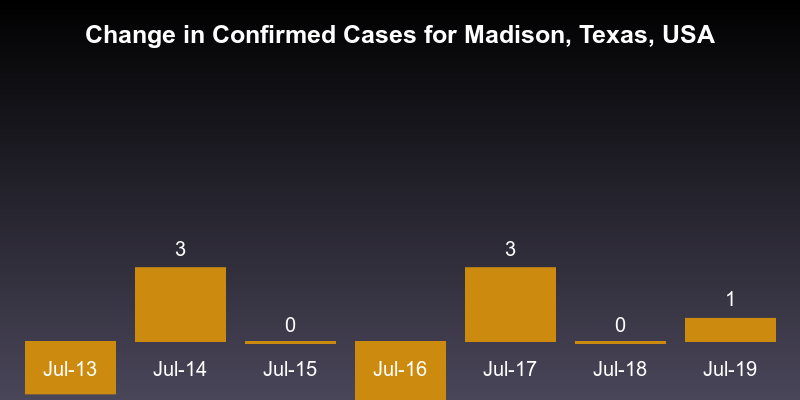 Change in Confirmed Cases for Madison, Texas, USA
3
3
1
0
0
Jul-13
Jul-14
Jul-15
Jul-16
Jul-17
Jul-18
Jul-19